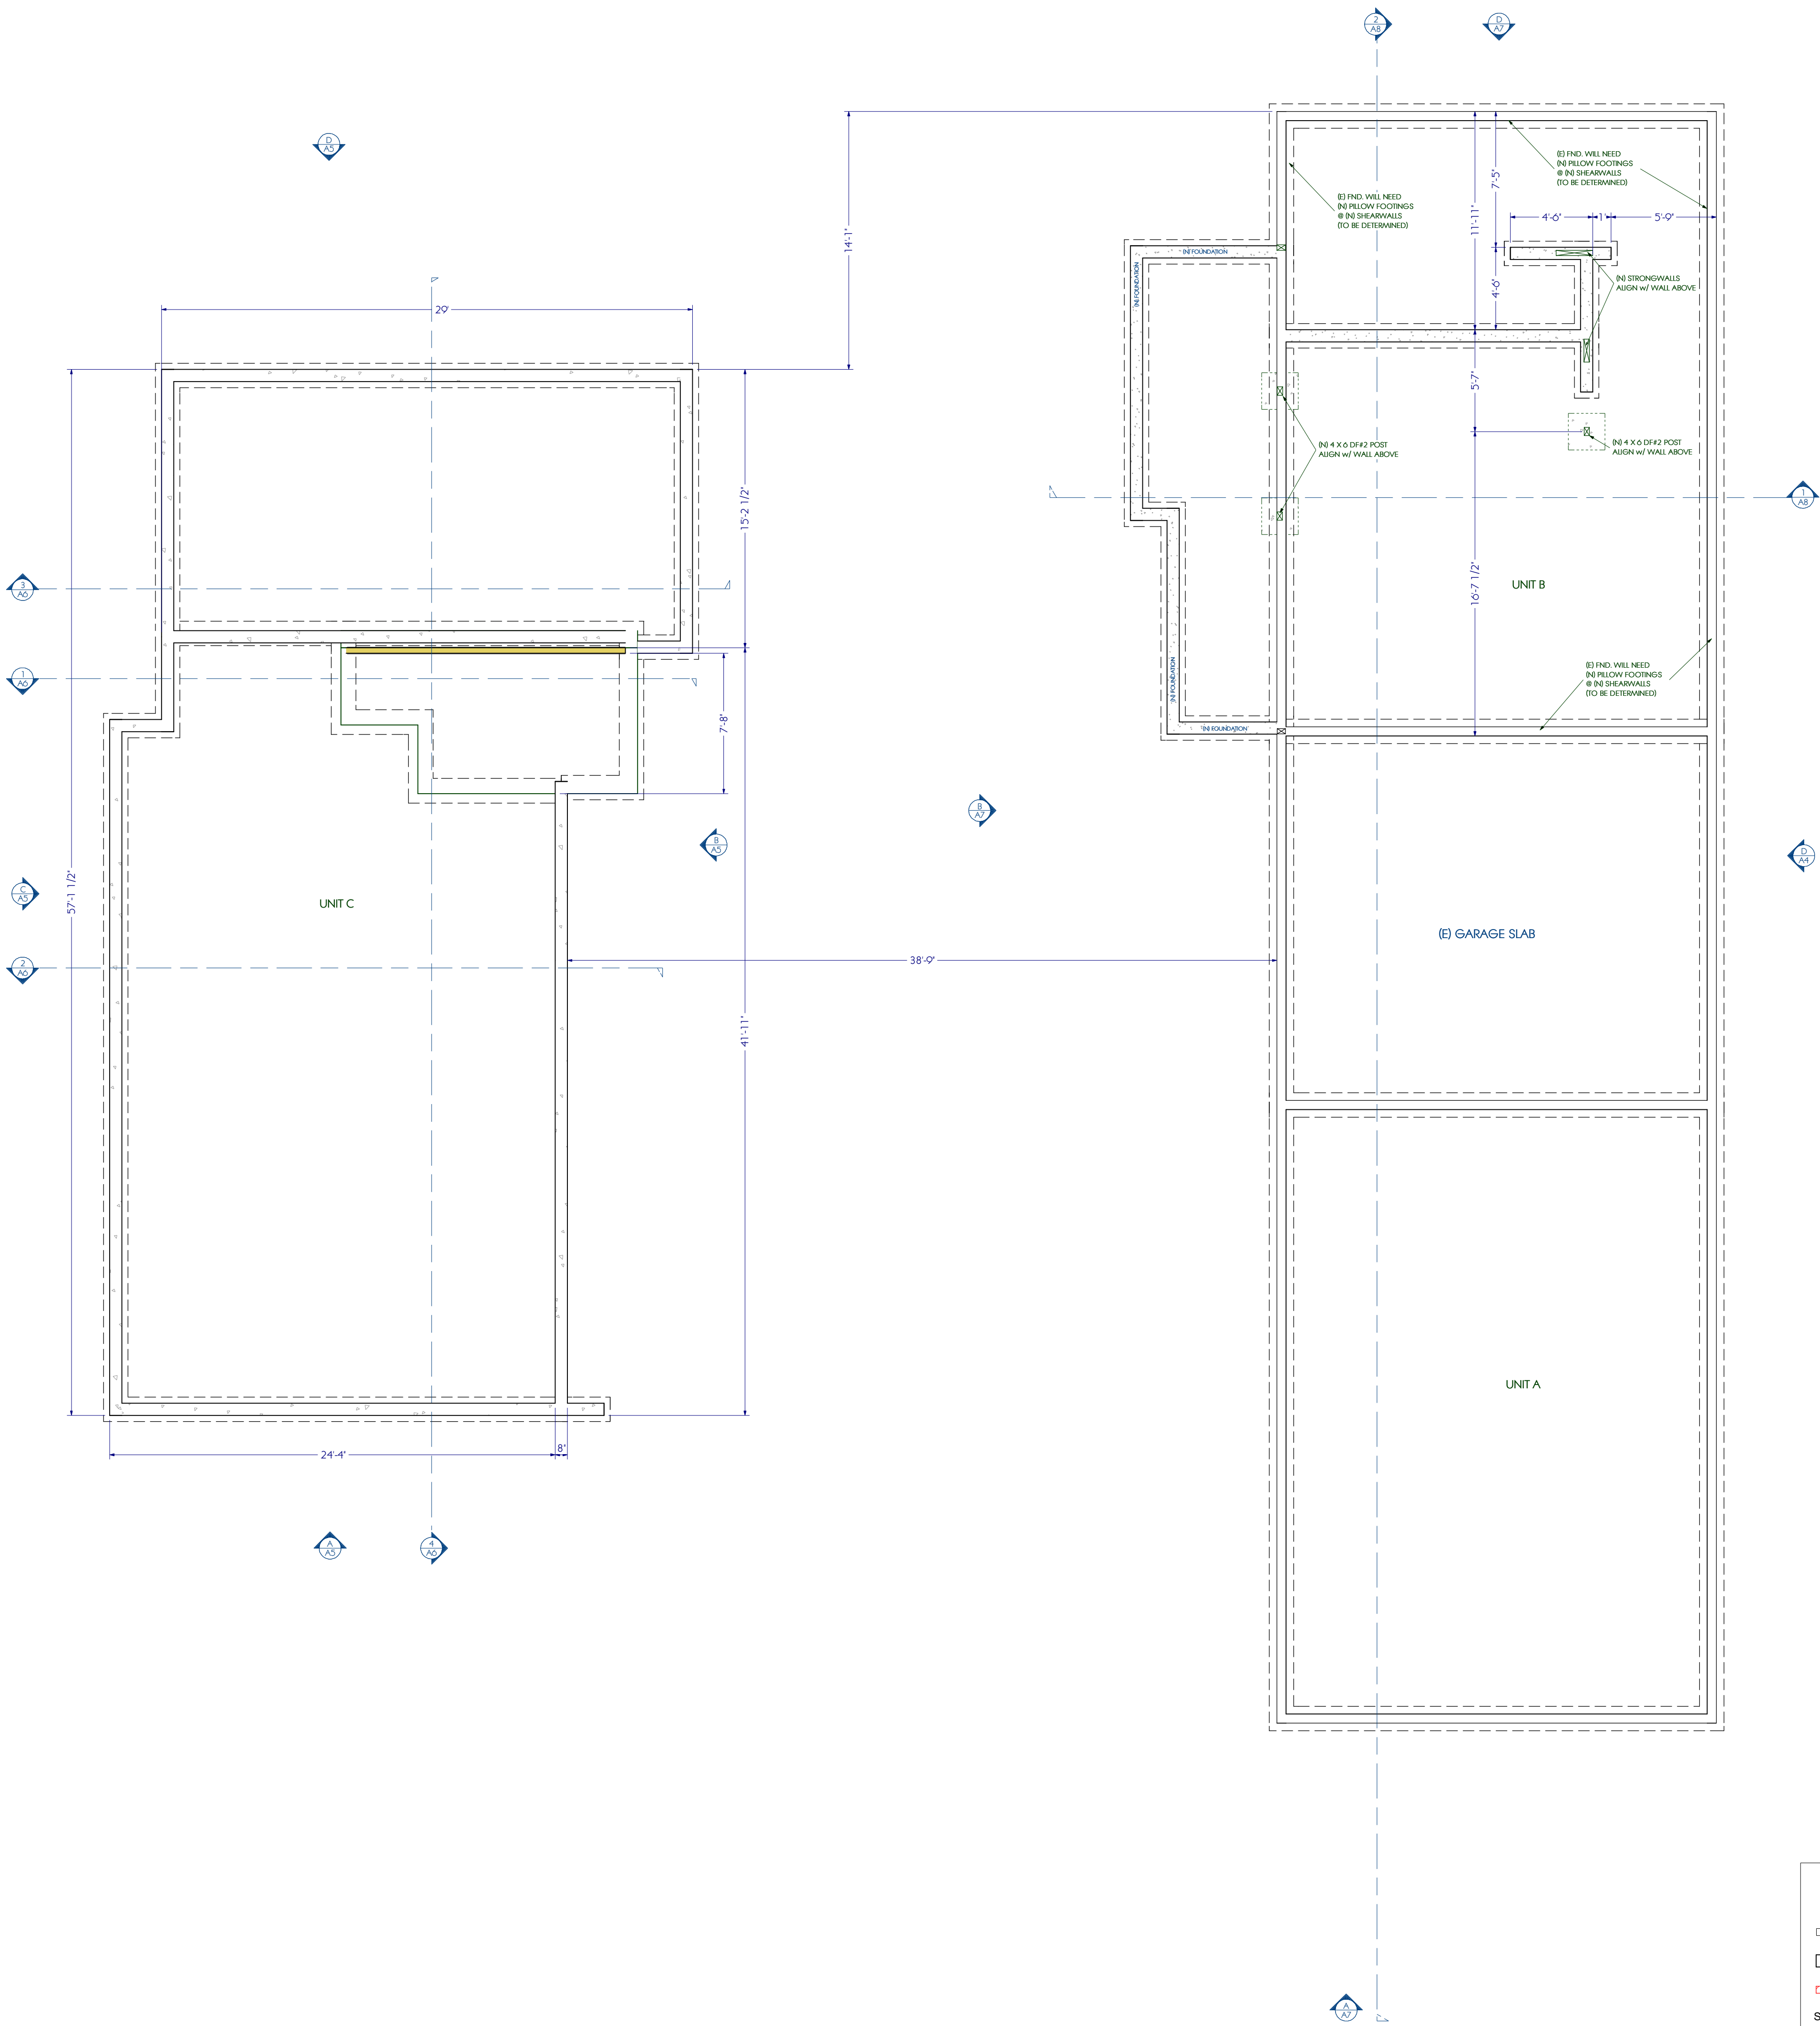 2
A8
D
A7
D
A5
14'-1"
11'-11"
7'-5"
4'-6"
(E) FND. WILL NEED
(N) PILLOW FOOTINGS
@ (N) SHEARWALLS
(TO BE DETERMINED)
(E) FND. WILL NEED
(N) PILLOW FOOTINGS
@ (N) SHEARWALLS
(TO BE DETERMINED)
4'-6"
1'
5'-9"
(N) FOUNDATION
(N) FOUNDATION
(N) STRONGWALLS
ALIGN w/ WALL ABOVE
29'
5'-7"
(N) 4 X 6 DF#2 POST
ALIGN w/ WALL ABOVE
(N) 4 X 6 DF#2 POST
ALIGN w/ WALL ABOVE
15'-2 1/2"
1
A8
3
A6
16'-7 1/2"
UNIT B
1
A6
(N) FOUNDATION
(E) FND. WILL NEED
(N) PILLOW FOOTINGS
@ (N) SHEARWALLS
(TO BE DETERMINED)
7'-8"
(N) FOUNDATION
B
A7
B
A5
D
A4
57'-1 1/2"
C
A5
UNIT C
(E) GARAGE SLAB
2
A6
38'-9"
41'-11"
UNIT A
24'-4"
8"
A
A5
4
A6
A
A7
S